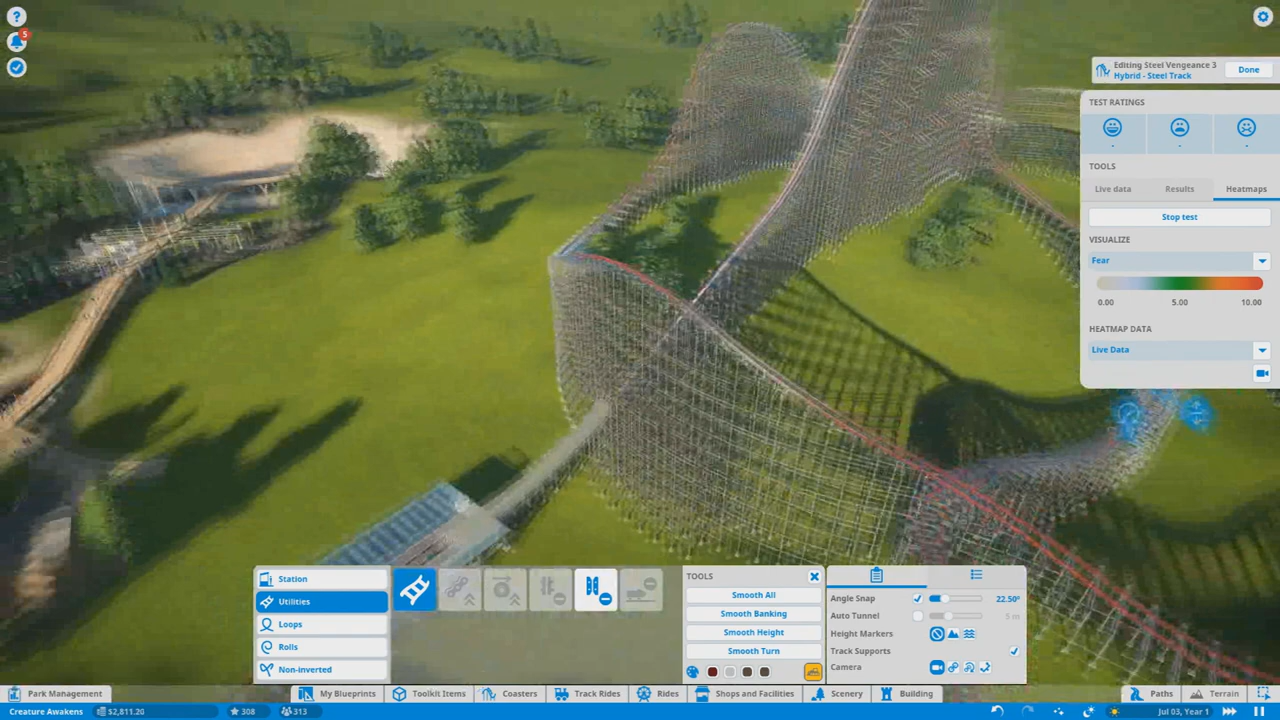 ?
5
Editing Steel Vengeance 3
Hybrid - Steel Track
Done
TEST RATINGS
- - -
TOOLS
Live data Results Heatmaps
Stop test
VISUALIZE
Fear
0.00 5.00 10.00
HEATMAP DATA
Live Data
Station
Utilities
Loops
Rolls
Non-inverted
TOOLS
Smooth All
Smooth Banking
Smooth Height
Smooth Turn
Angle Snap 22.50°
Auto Tunnel 5 m
Height Markers
Track Supports
Camera
Park Management My Blueprints Toolkit Items Coasters Track Rides Rides Shops and Facilities Scenery Building Paths Terrain
Creature Awakens $2,811.20 308 313 Jul 03, Year 1